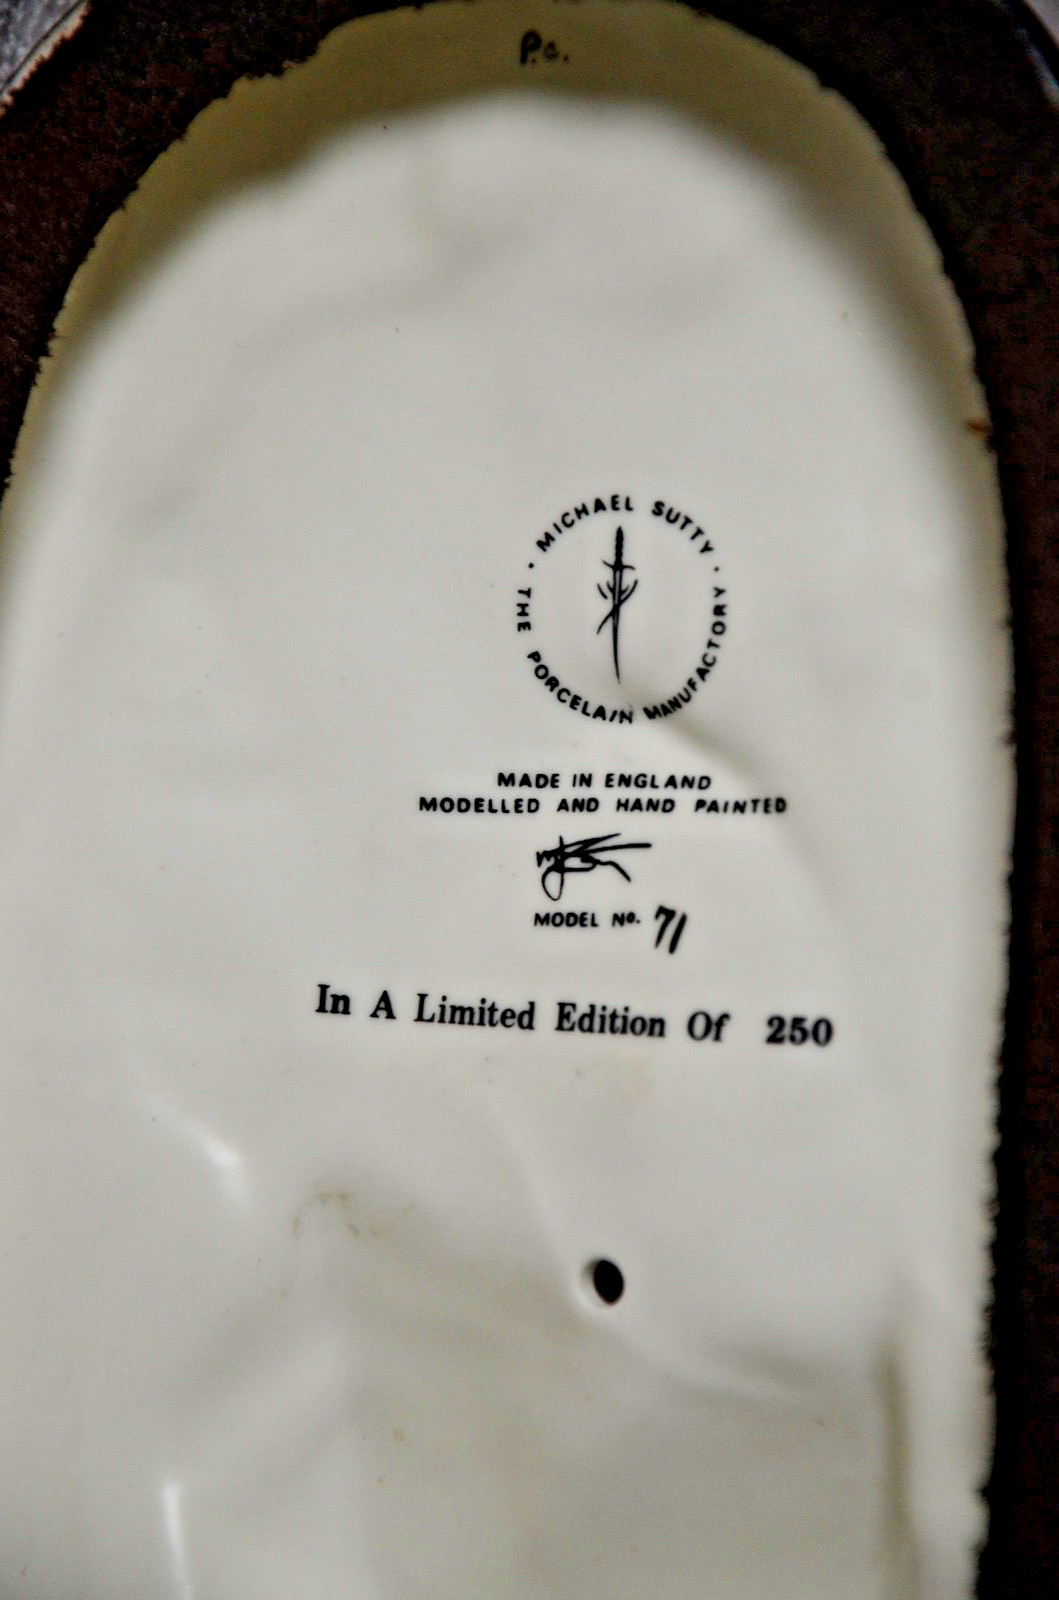 P.c.
· MICHAEL SUTTY ·
THE PORCELAIN MANUFACTORY
MADE IN ENGLAND
MODELLED AND HAND PAINTED
MODEL No. 71
In A Limited Edition Of 250